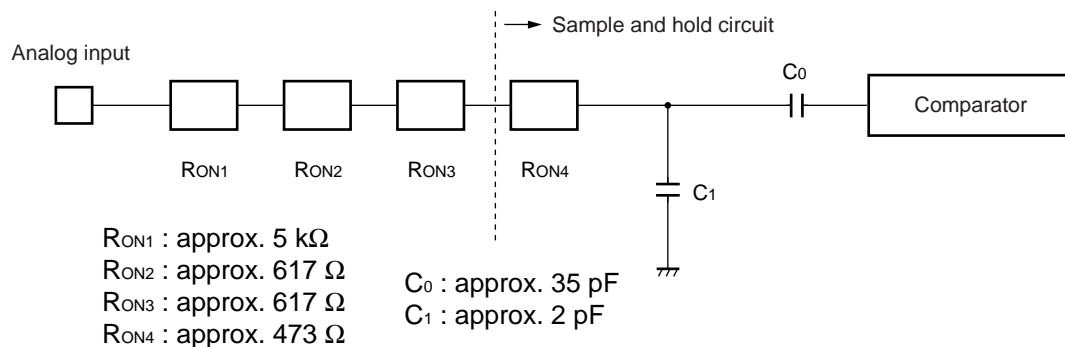 Sample and hold circuit
Analog input
C0
Comparator
RON1
RON2
RON3
RON4
C1
RON1 : approx. 5 kΩ
RON2 : approx. 617 Ω
RON3 : approx. 617 Ω
RON4 : approx. 473 Ω
C0 : approx. 35 pF
C1 : approx. 2 pF